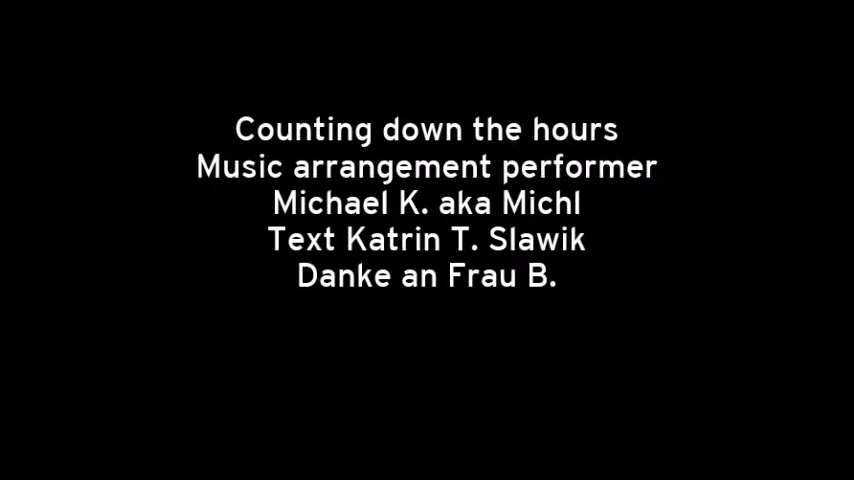 Counting down the hours
Music arrangement performer
Michael K. aka Michl
Text Katrin T. Slawik
Danke an Frau B.